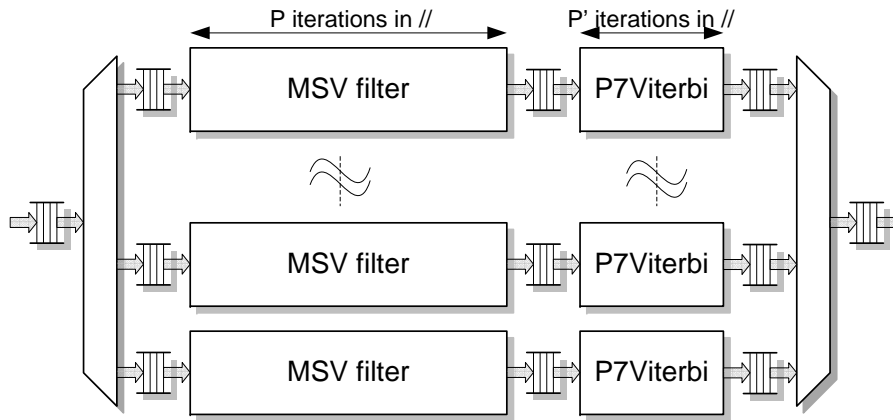 P iterations in //
P' iterations in //
MSV filter
P7Viterbi
MSV filter
P7Viterbi
MSV filter
P7Viterbi